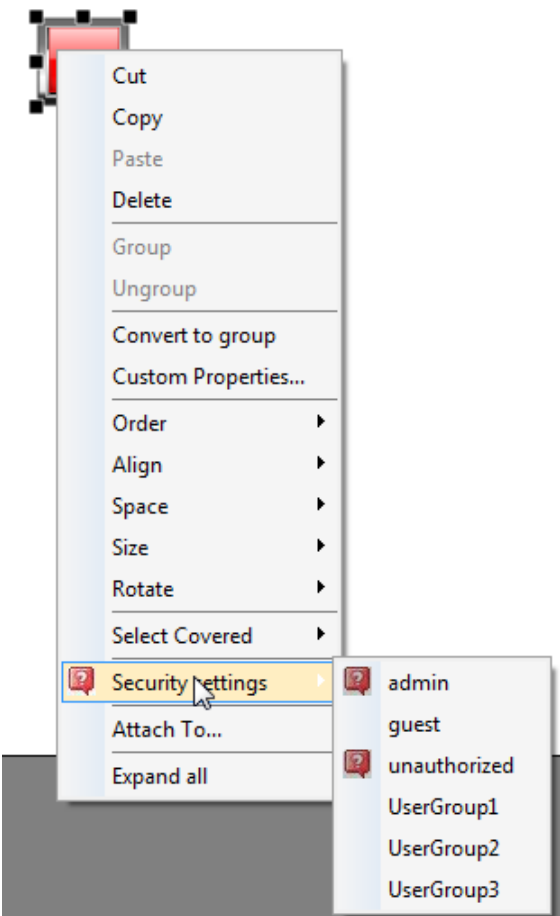 Cut
Copy
Paste
Delete
Group
Ungroup
Convert to group
Custom Properties...
Order
Align
Space
Size
Rotate
Select Covered
Security settings
Attach To...
Expand all
admin
guest
unauthorized
UserGroup1
UserGroup2
UserGroup3